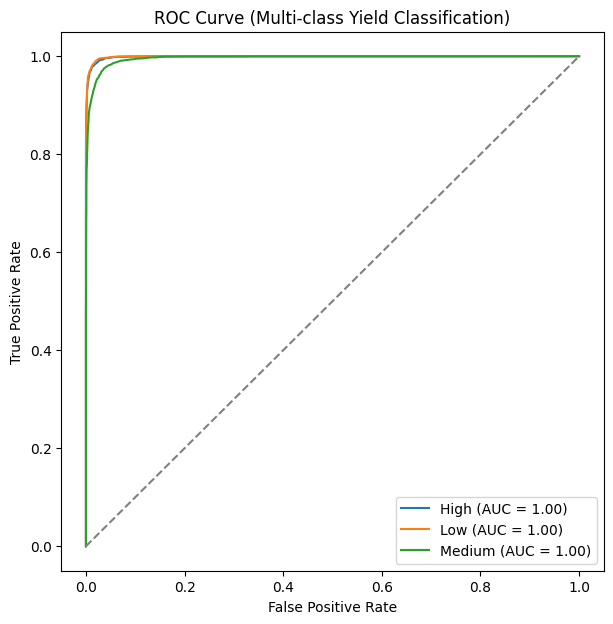 ROC Curve (Multi-class Yield Classification)
True Positive Rate
1.0
0.8
0.6
0.4
0.2
0.0
High (AUC = 1.00)
Low (AUC = 1.00)
Medium (AUC = 1.00)
0.0 0.2 0.4 0.6 0.8 1.0
False Positive Rate